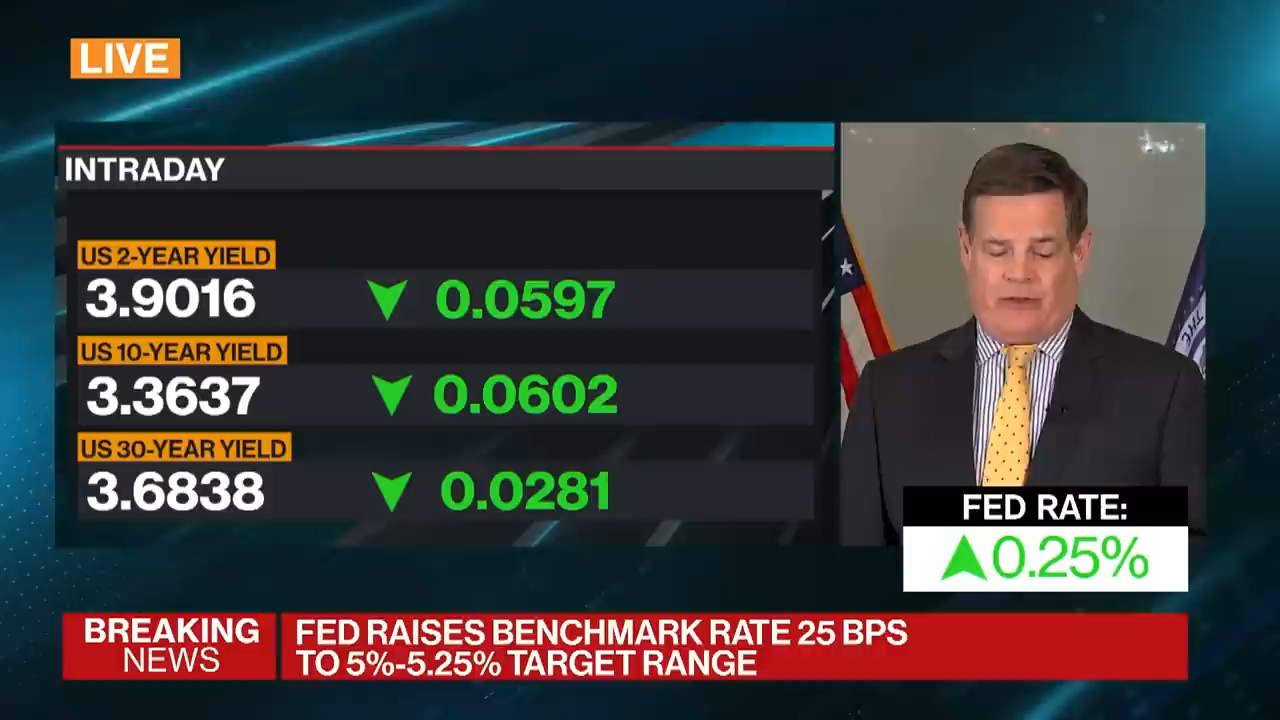 LIVE
INTRADAY
US 2-YEAR YIELD
3.9016 ▼ 0.0597
US 10-YEAR YIELD
3.3637 ▼ 0.0602
US 30-YEAR YIELD
3.6838 ▼ 0.0281
FED RATE:
▲0.25%
BREAKING
NEWS
FED RAISES BENCHMARK RATE 25 BPS
TO 5%-5.25% TARGET RANGE